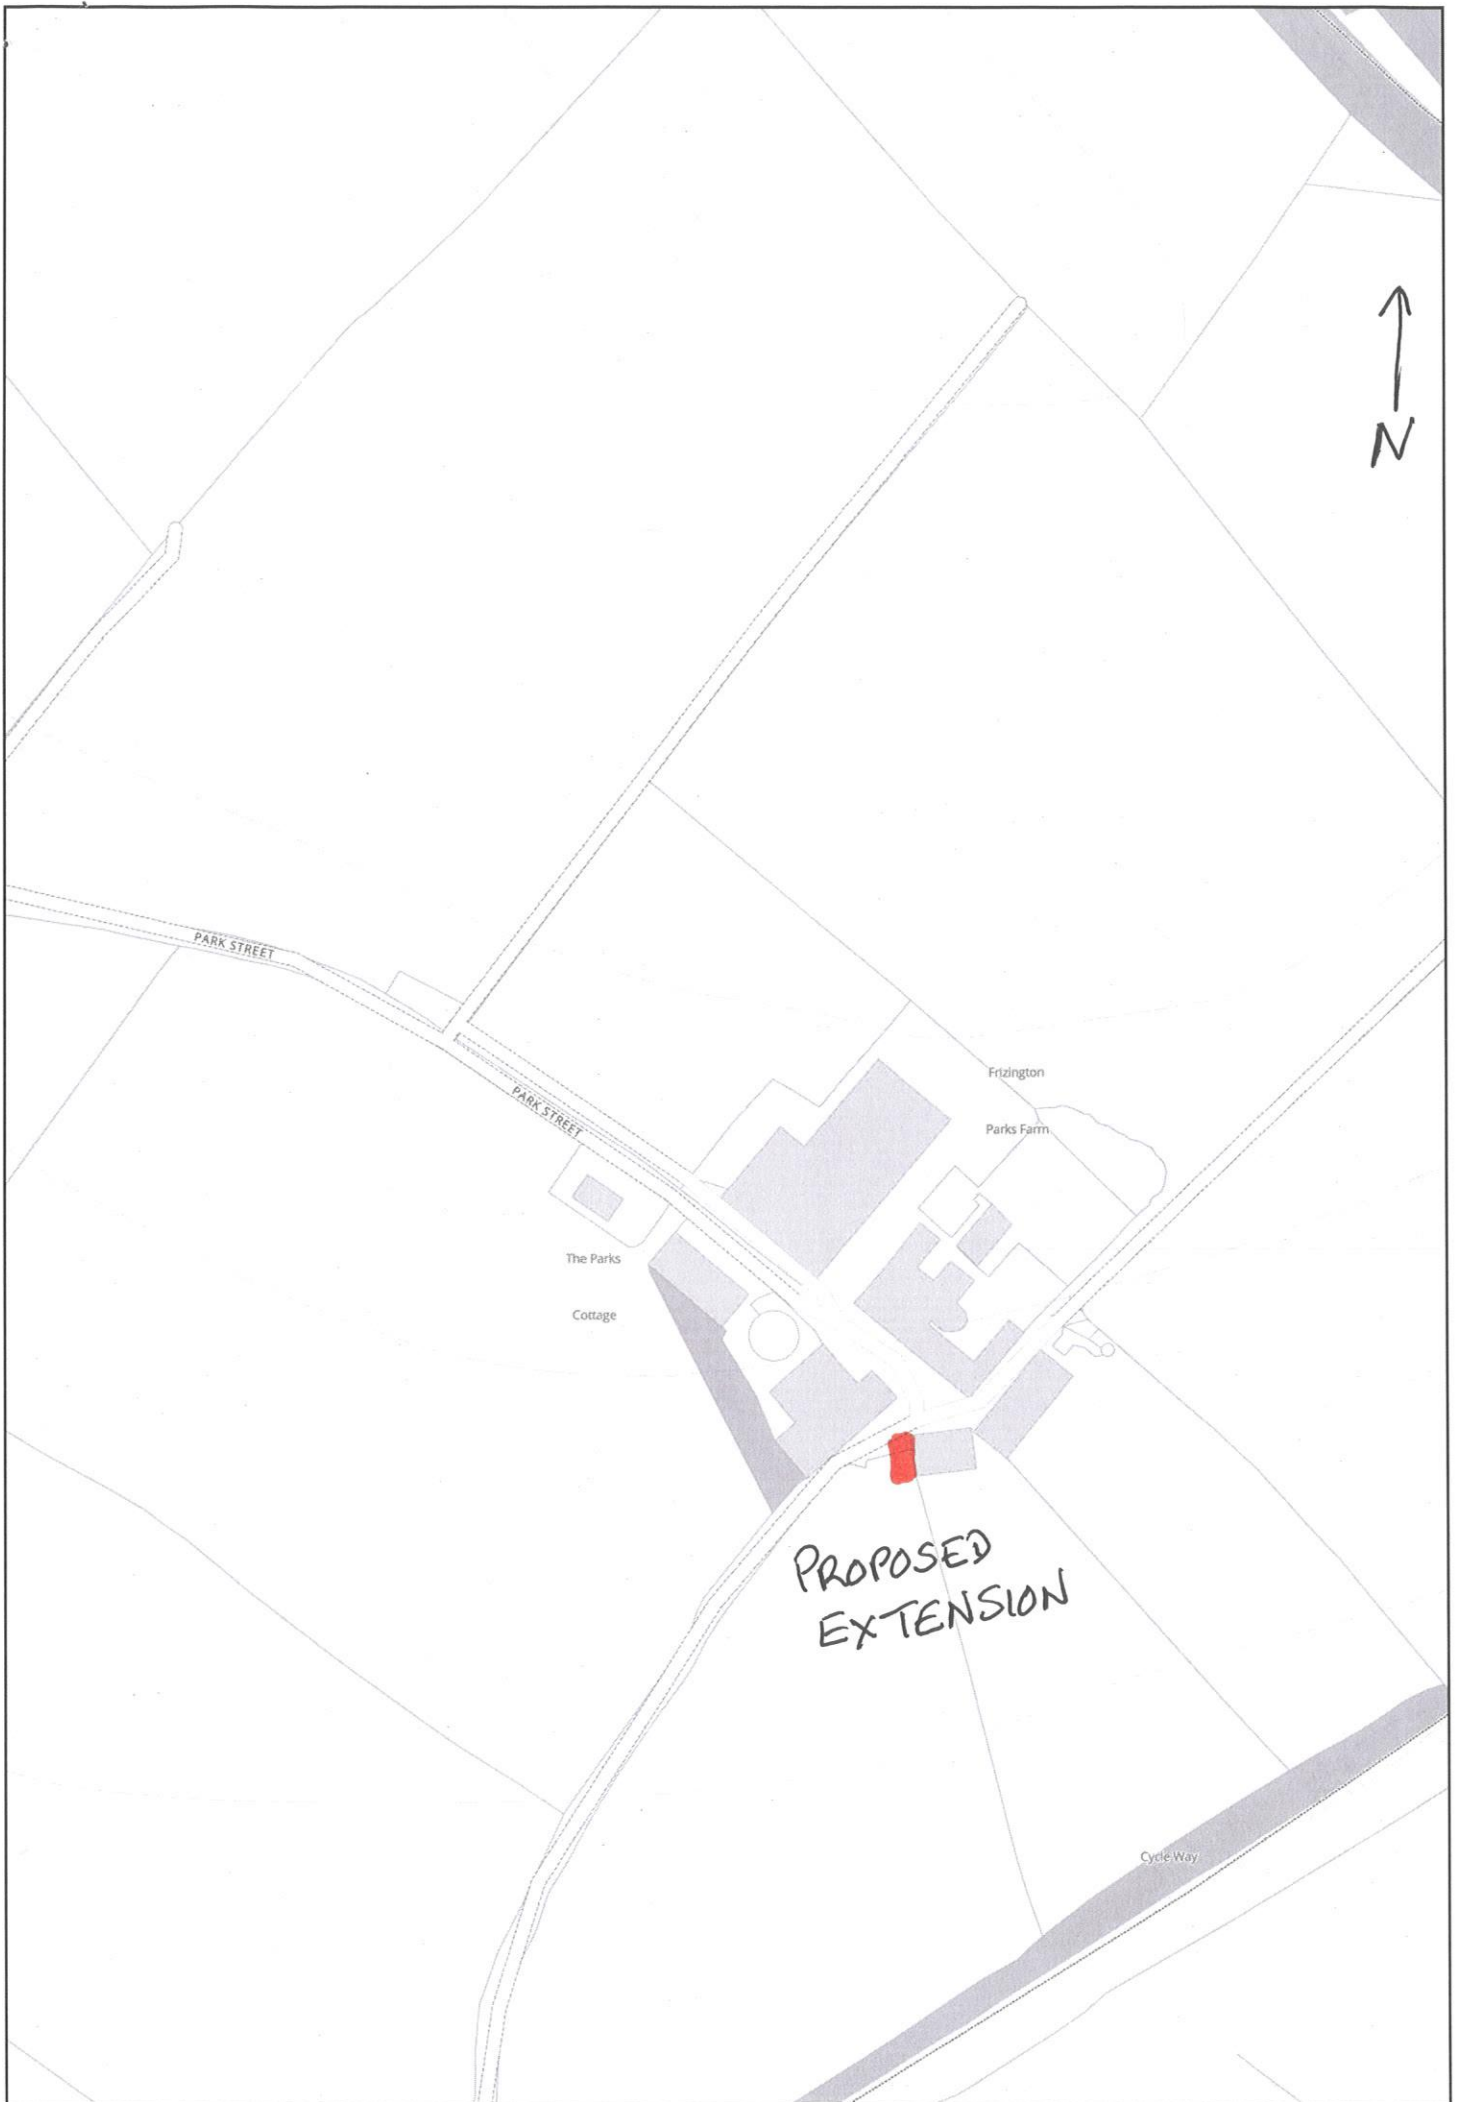 N
PARK STREET
PARK STREET
Frizington
Parks Farm
The Parks
Cottage
PROPOSED
EXTENSION
Cycle Way